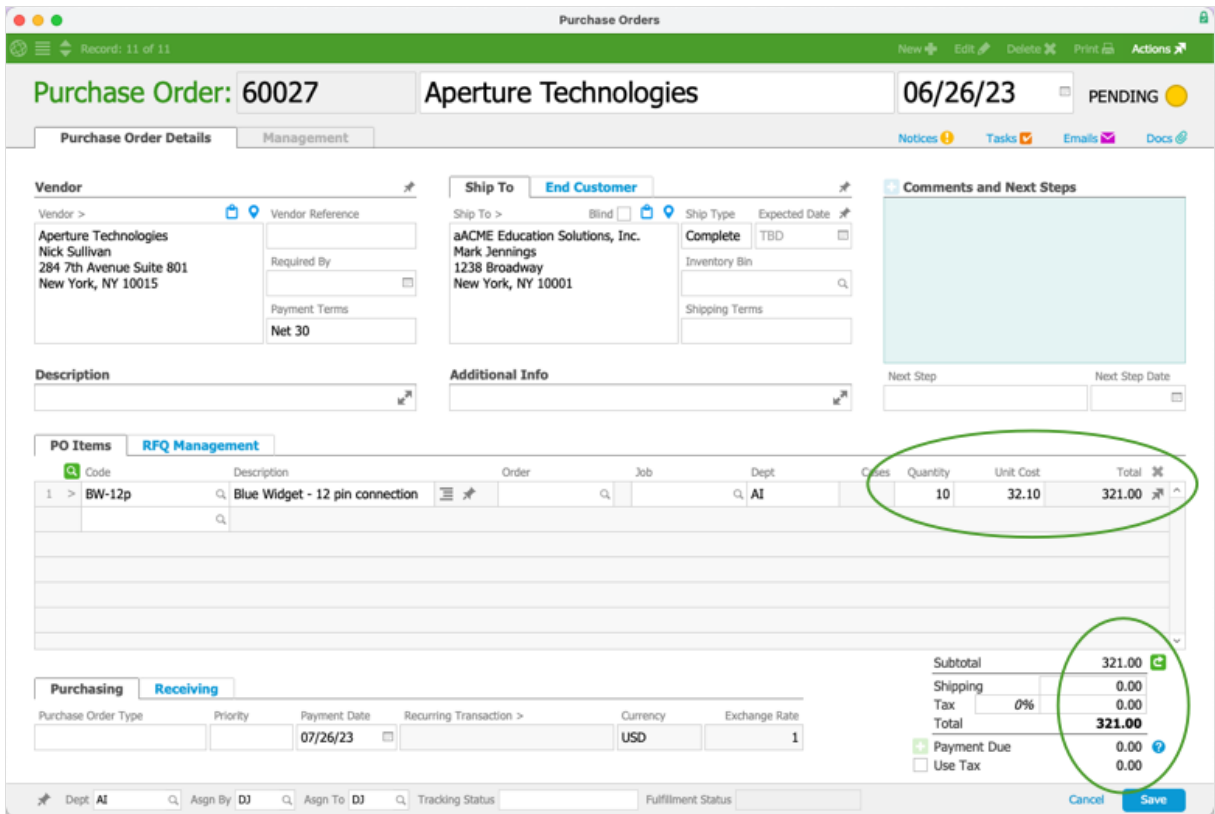 Purchase Orders
Record: 11 of 11 New Edit Delete Print Actions
Purchase Order: 60027 Aperture Technologies 06/26/23 PENDING
Purchase Order Details Management Notices Tasks Emails Docs
Vendor Ship To End Customer Comments and Next Steps
Vendor > Vendor Reference Ship To > Blind Ship Type Expected Date
Aperture Technologies aACME Education Solutions, Inc. Complete TBD
Nick Sullivan Mark Jennings
284 7th Avenue Suite 801 Required By 1238 Broadway Inventory Bin
New York, NY 10015 New York, NY 10001
Payment Terms Shipping Terms
Net 30
Description Additional Info Next Step Next Step Date
PO Items RFQ Management
Code Description Order Job Dept Cases Quantity Unit Cost Total
1 > BW-12p Blue Widget - 12 pin connection AI 10 32.10 321.00
Subtotal 321.00
Purchasing Receiving Shipping 0.00
Tax 0% 0.00
Purchase Order Type Priority Payment Date Recurring Transaction > Currency Exchange Rate Total 321.00
07/26/23 USD 1 Payment Due 0.00 ?
Use Tax 0.00
Dept AI Asgn By DJ Asgn To DJ Tracking Status Fulfillment Status Cancel Save